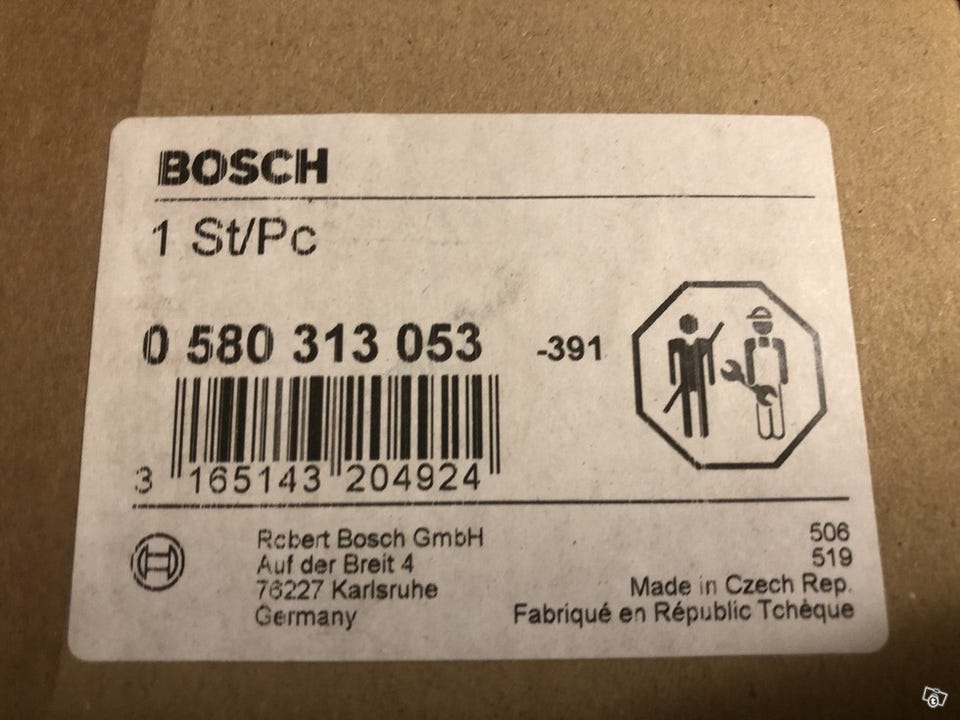 BOSCH
1 St/Pc
0 580 313 053 -391
3 165143 204924
Robert Bosch GmbH
Auf der Breit 4
76227 Karlsruhe
Germany
506
519
Made in Czech Rep.
Fabriqué en Républic Tchèque